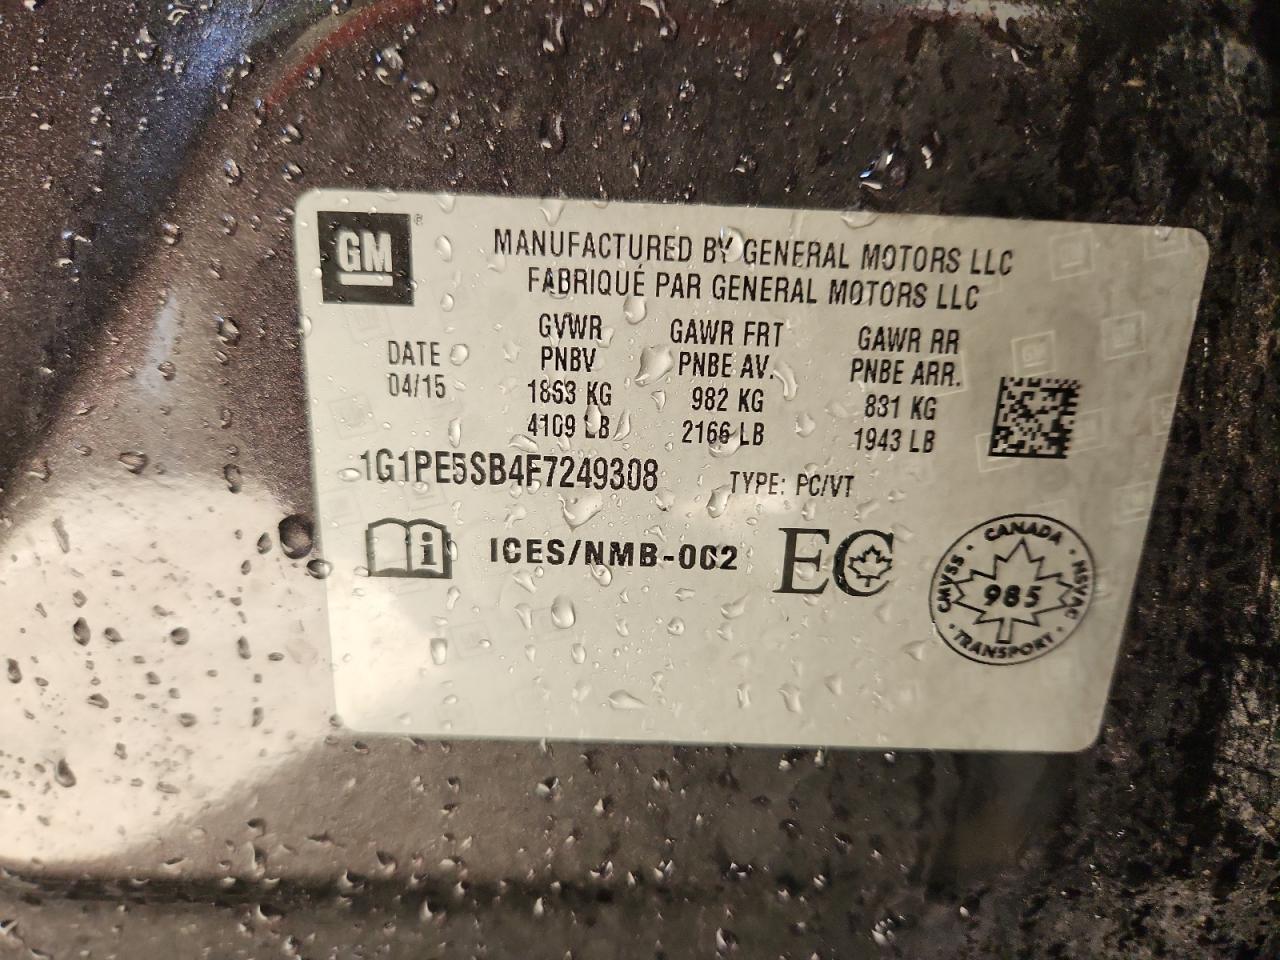 GM
MANUFACTURED BY GENERAL MOTORS LLC
FABRIQUÉ PAR GENERAL MOTORS LLC
DATE
04/15
GVWR
PNBV
1863 KG
4109 LB
GAWR FRT
PNBE AV.
982 KG
2166 LB
GAWR RR
PNBE ARR.
831 KG
1943 LB
1G1PE5SB4F7249308 TYPE: PC/VT
i ICES/NMB-002 EC
CANADA
CMVSS 985 NSVAC
TRANSPORT